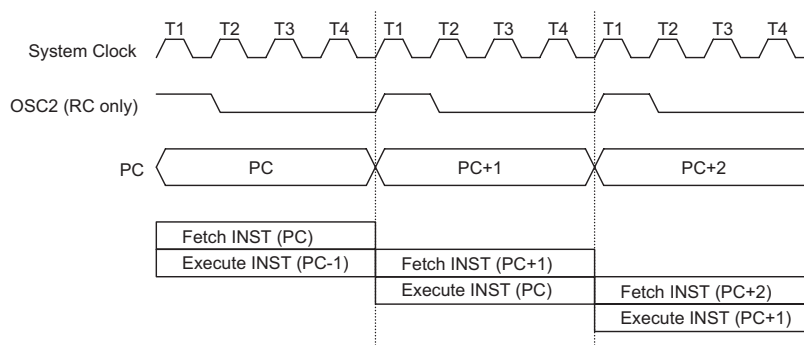 T1 T2 T3 T4 T1 T2 T3 T4 T1 T2 T3 T4
System Clock
OSC2 (RC only)
PC PC PC+1 PC+2
Fetch INST (PC)
Execute INST (PC-1) Fetch INST (PC+1)
Execute INST (PC) Fetch INST (PC+2)
Execute INST (PC+1)